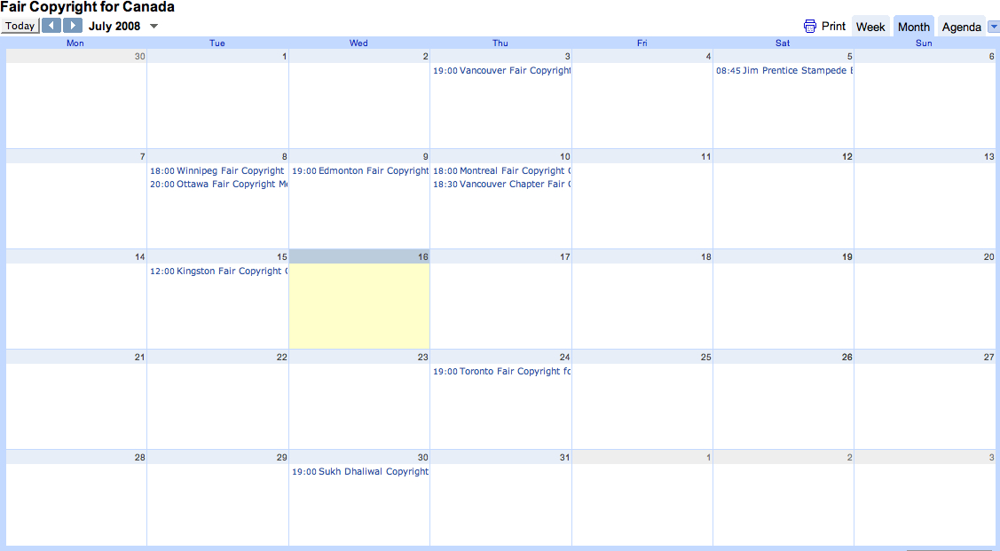 Fair Copyright for Canada
Today July 2008 Print Week Month Agenda
Mon Tue Wed Thu Fri Sat Sun
30 1 2 3 4 5 6
19:00 Vancouver Fair Copyright 08:45 Jim Prentice Stampede
7 8 9 10 11 12 13
18:00 Winnipeg Fair Copyright 19:00 Edmonton Fair Copyright 18:00 Montreal Fair Copyright
20:00 Ottawa Fair Copyright 18:30 Vancouver Chapter Fair
14 15 16 17 18 19 20
12:00 Kingston Fair Copyright
21 22 23 24 25 26 27
19:00 Toronto Fair Copyright
28 29 30 31 1 2 3
19:00 Sukh Dhaliwal Copyright